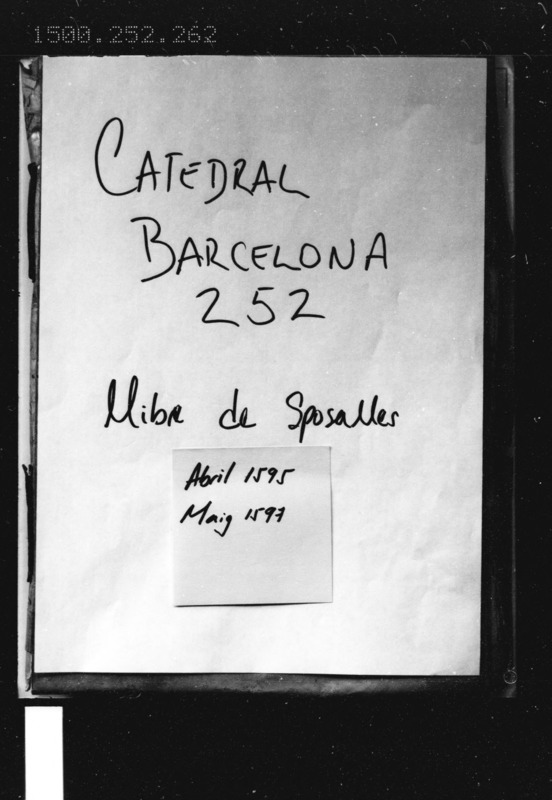 1500.252.262
CATEDRAL
BARCELONA
252
Llibre de Sposalles
Abril 1595
Maig 1597